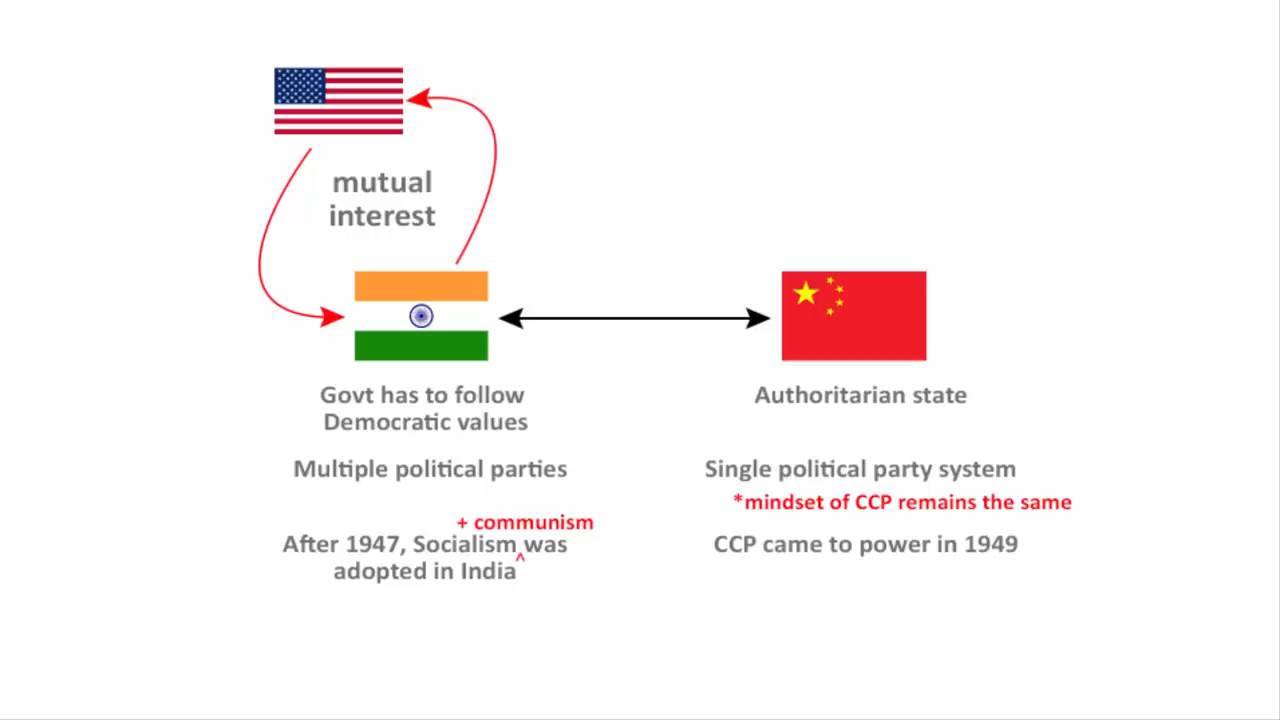 mutual
interest
Govt has to follow
Democratic values
Authoritarian state
Multiple political parties
Single political party system
*mindset of CCP remains the same
+ communism
After 1947, Socialism was
^
adopted in India
CCP came to power in 1949